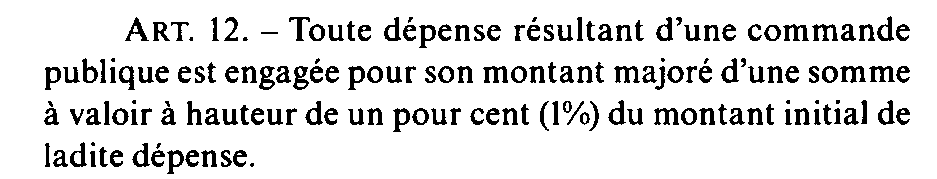 ART. 12. – Toute dépense résultant d’une commande
publique est engagée pour son montant majoré d’une somme
à valoir à hauteur de un pour cent (1%) du montant initial de
ladite dépense.